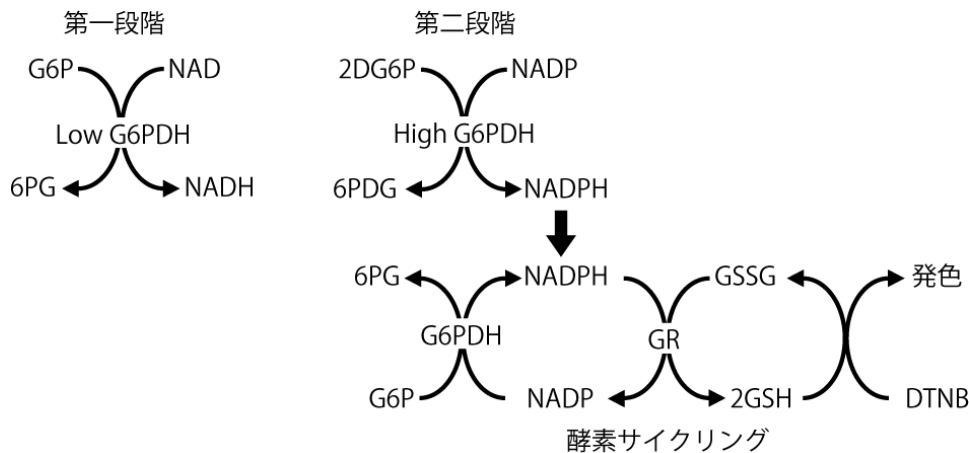 第一段階
第二段階
G6P
NAD
2DG6P
NADP
Low G6PDH
High G6PDH
6PG
NADH
6PDG
NADPH
6PG
NADPH
GSSG
発色
G6PDH
GR
G6P
NADP
2GSH
DTNB
酵素サイクリング